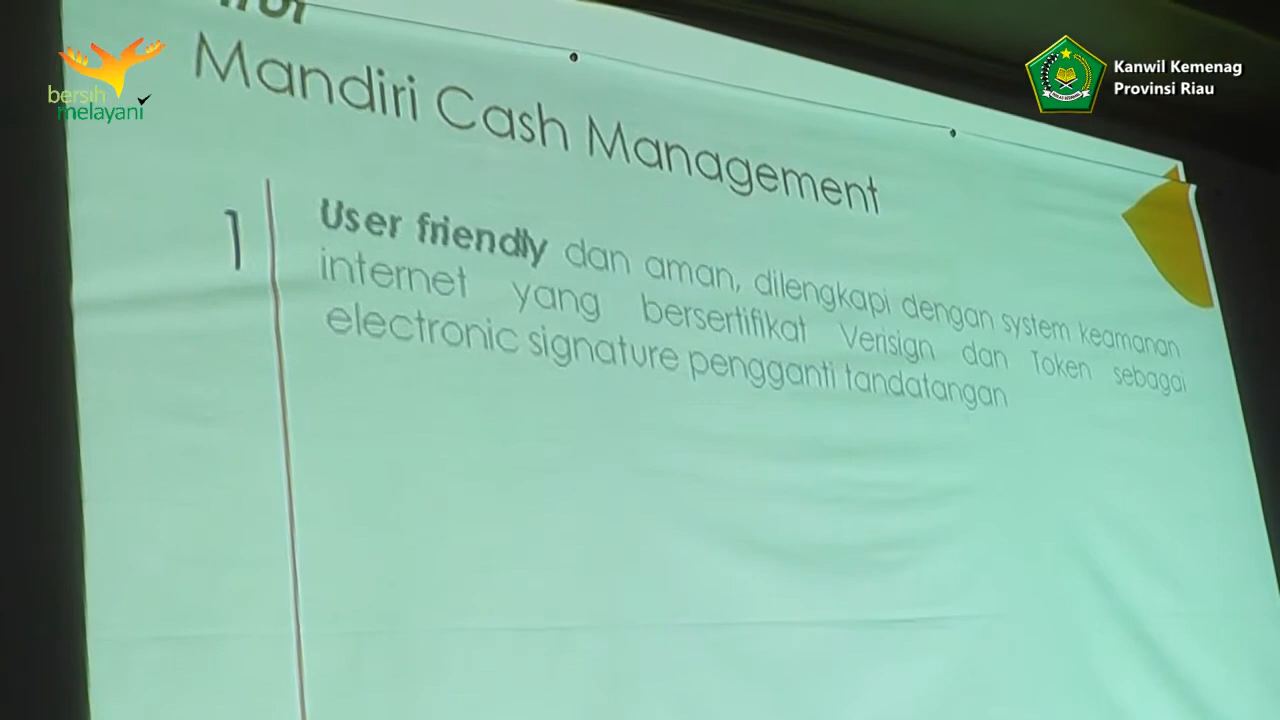 bersih
melayani
Kanwil Kemenag
Provinsi Riau
Mandiri Cash Management
1
User friendly dan aman, dilengkapi dengan system keamanan
internet yang bersertifikat Verisign dan Token sebagai
electronic signature pengganti tandatangan